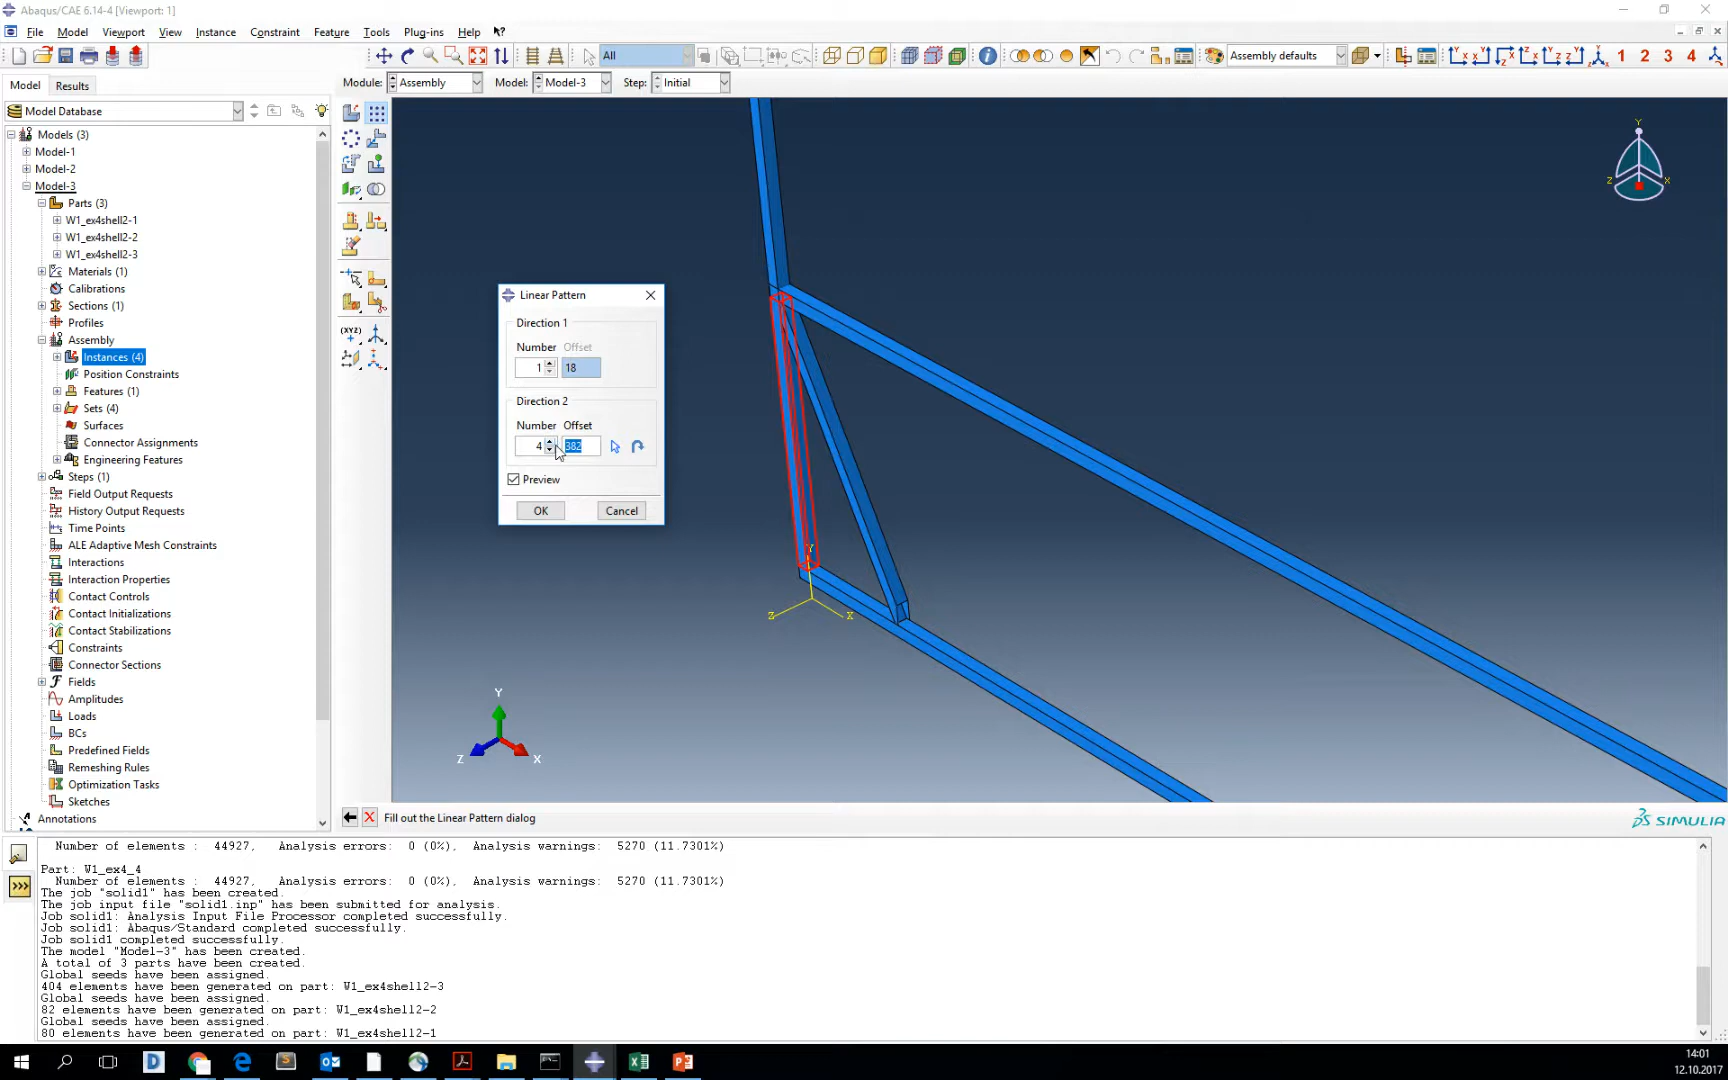 Abaqus/CAE 6.14-4 [Viewport: 1]
File Model Viewport View Instance Constraint Feature Tools Plug-ins Help
All
Assembly defaults
1 2 3 4
Model Results
Module: Assembly Model: Model-3 Step: Initial
Model Database
Models (3)
Model-1
Model-2
Model-3
Parts (3)
W1_ex4shell2-1
W1_ex4shell2-2
W1_ex4shell2-3
Materials (1)
Calibrations
Sections (1)
Profiles
Assembly
Instances (4)
Position Constraints
Features (1)
Sets (4)
Surfaces
Connector Assignments
Engineering Features
Steps (1)
Field Output Requests
History Output Requests
Time Points
ALE Adaptive Mesh Constraints
Interactions
Interaction Properties
Contact Controls
Contact Initializations
Contact Stabilizations
Constraints
Connector Sections
Fields
Amplitudes
Loads
BCs
Predefined Fields
Remeshing Rules
Optimization Tasks
Sketches
Annotations
Linear Pattern
Direction 1
Number Offset
1 18
Direction 2
Number Offset
4 382
Preview
OK Cancel
Y
Z X
Y
Z X
Y
Z X
Fill out the Linear Pattern dialog
SIMULIA
Number of elements : 44927, Analysis errors: 0 (0%), Analysis warnings: 5270 (11.7301%)
Part: W1_ex4_4
Number of elements : 44927, Analysis errors: 0 (0%), Analysis warnings: 5270 (11.7301%)
The job "solid1" has been created.
The job input file "solid1.inp" has been submitted for analysis.
Job solid1: Analysis Input File Processor completed successfully.
Job solid1: Abaqus/Standard completed successfully.
Job solid1 completed successfully.
The model "Model-3" has been created.
A total of 3 parts have been created.
Global seeds have been assigned.
404 elements have been generated on part: W1_ex4shell2-3
Global seeds have been assigned.
82 elements have been generated on part: W1_ex4shell2-2
Global seeds have been assigned.
80 elements have been generated on part: W1_ex4shell2-1
14:01
12.10.2017